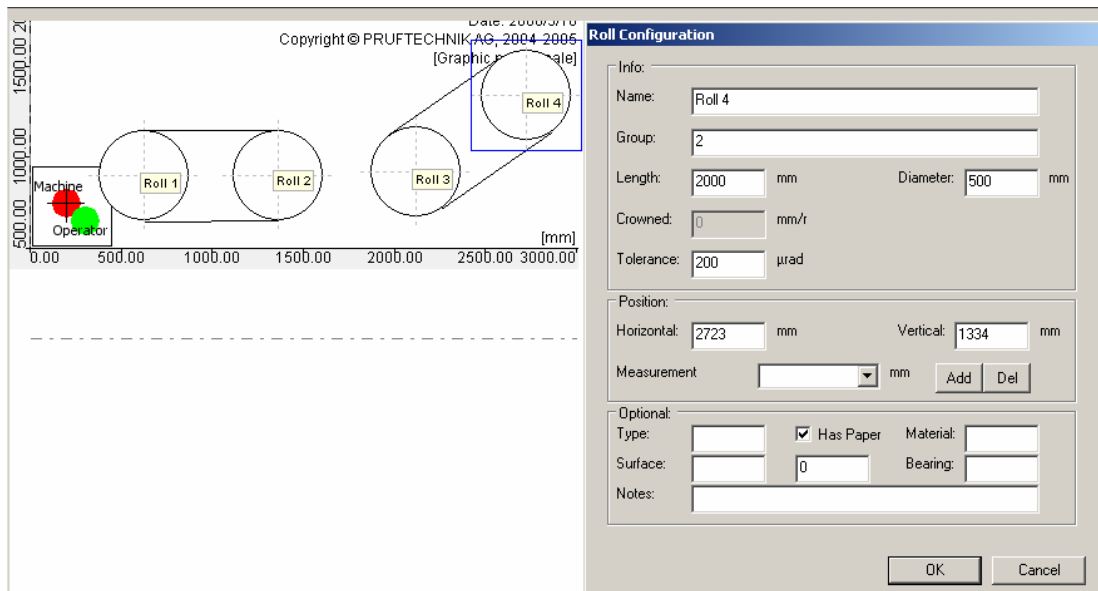 Copyright © PRUFTECHNIK AG, 2004-2005
[Graphic
Roll 4
Roll 1
Roll 2
Roll 3
Machine
Operator
[mm]
1500.00
1000.00
500.00
0.00 500.00 1000.00 1500.00 2000.00 2500.00 3000.00
Roll Configuration
Info:
Name: Roll 4
Group: 2
Length: 2000 mm Diameter: 500 mm
Crowned: 0 mm/r
Tolerance: 200 µrad
Position:
Horizontal: 2723 mm Vertical: 1334 mm
Measurement mm Add Del
Optional:
Type: Has Paper Material:
Surface: 0 Bearing:
Notes:
OK Cancel